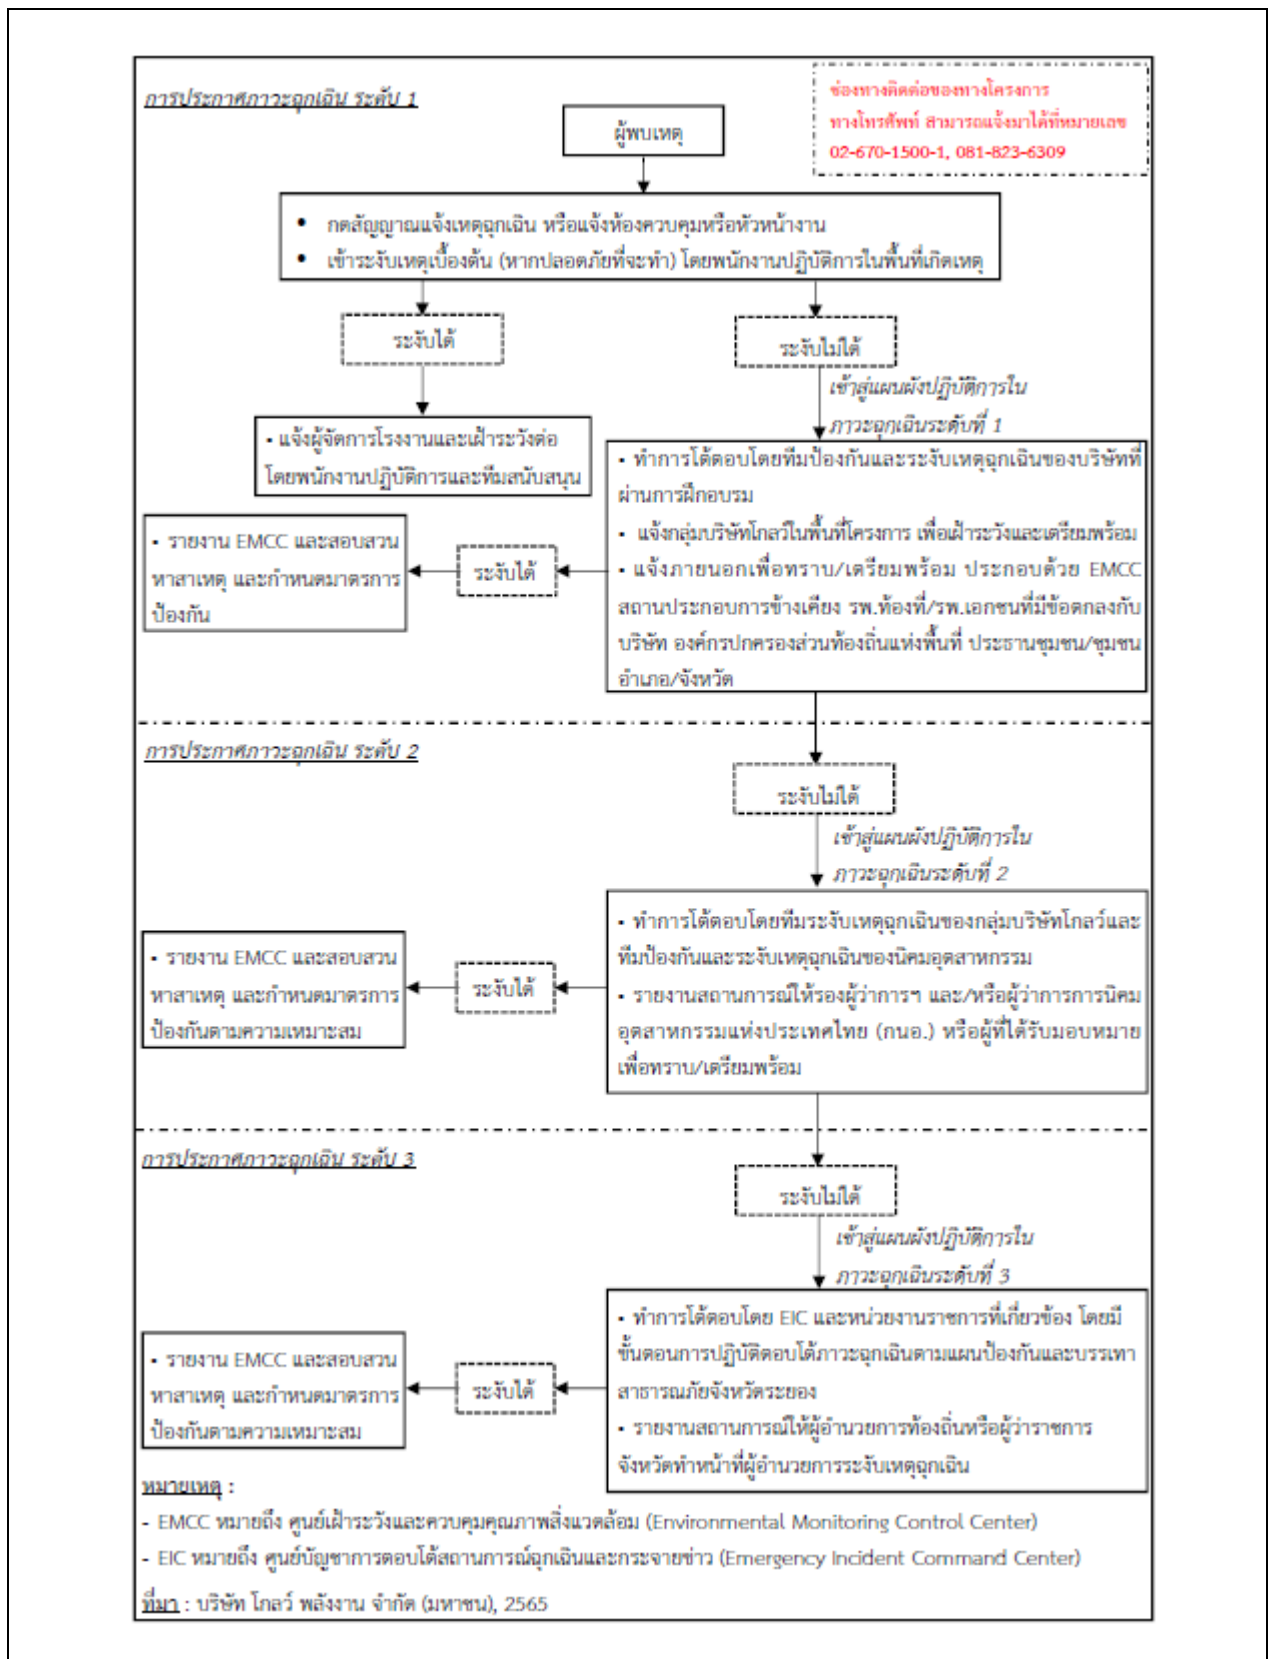 การประกาศภาวะฉุกเฉิน ระดับ 1
ช่องทางติดต่อของทางโครงการ
ทางโทรศัพท์ สามารถแจ้งมาได้ที่หมายเลข
02-670-1500-1, 081-823-6309
ผู้พบเหตุ
• กดสัญญาณแจ้งเหตุฉุกเฉิน หรือแจ้งห้องควบคุมหรือหัวหน้างาน
• เข้าระงับเหตุเบื้องต้น (หากปลอดภัยที่จะทำ) โดยพนักงานปฏิบัติการในพื้นที่เกิดเหตุ
ระงับได้
ระงับไม่ได้
เข้าสู่แผนผังปฏิบัติการใน
ภาวะฉุกเฉินระดับที่ 1
▪ แจ้งผู้จัดการโรงงานและเฝ้าระวังต่อ
โดยพนักงานปฏิบัติการและทีมสนับสนุน
▪ ทำการโต้ตอบโดยทีมป้องกันและระงับเหตุฉุกเฉินของบริษัทที่
ผ่านการฝึกอบรม
▪ แจ้งกลุ่มบริษัทโกลว์ในพื้นที่โครงการ เพื่อเฝ้าระวังและเตรียมพร้อม
▪ แจ้งภายนอกเพื่อทราบ/เตรียมพร้อม ประกอบด้วย EMCC
สถานประกอบการข้างเคียง รพ.ท้องที่/รพ.เอกชนที่มีข้อตกลงกับ
บริษัท องค์กรปกครองส่วนท้องถิ่นแห่งพื้นที่ ประธานชุมชน/ชุมชน
อำเภอ/จังหวัด
ระงับได้
▪ รายงาน EMCC และสอบสวน
หาสาเหตุ และกำหนดมาตรการ
ป้องกัน
การประกาศภาวะฉุกเฉิน ระดับ 2
ระงับไม่ได้
เข้าสู่แผนผังปฏิบัติการใน
ภาวะฉุกเฉินระดับที่ 2
▪ ทำการโต้ตอบโดยทีมระงับเหตุฉุกเฉินของกลุ่มบริษัทโกลว์และ
ทีมป้องกันและระงับเหตุฉุกเฉินของนิคมอุตสาหกรรม
▪ รายงานสถานการณ์ให้รองผู้ว่าการฯ และ/หรือผู้ว่าการการนิคม
อุตสาหกรรมแห่งประเทศไทย (กนอ.) หรือผู้ที่ได้รับมอบหมาย
เพื่อทราบ/เตรียมพร้อม
ระงับได้
▪ รายงาน EMCC และสอบสวน
หาสาเหตุ และกำหนดมาตรการ
ป้องกันตามความเหมาะสม
การประกาศภาวะฉุกเฉิน ระดับ 3
ระงับไม่ได้
เข้าสู่แผนผังปฏิบัติการใน
ภาวะฉุกเฉินระดับที่ 3
▪ ทำการโต้ตอบโดย EIC และหน่วยงานราชการที่เกี่ยวข้อง โดยมี
ขั้นตอนการปฏิบัติตอบโต้ภาวะฉุกเฉินตามแผนป้องกันและบรรเทา
สาธารณภัยจังหวัดระยอง
▪ รายงานสถานการณ์ให้ผู้อำนวยการท้องถิ่นหรือผู้ว่าราชการ
จังหวัดทำหน้าที่ผู้อำนวยการระงับเหตุฉุกเฉิน
ระงับได้
▪ รายงาน EMCC และสอบสวน
หาสาเหตุ และกำหนดมาตรการ
ป้องกันตามความเหมาะสม
หมายเหตุ :
- EMCC หมายถึง ศูนย์เฝ้าระวังและควบคุมคุณภาพสิ่งแวดล้อม (Environmental Monitoring Control Center)
- EIC หมายถึง ศูนย์บัญชาการตอบโต้สถานการณ์ฉุกเฉินและกระจายข่าว (Emergency Incident Command Center)
ที่มา : บริษัท โกลว์ พลังงาน จำกัด (มหาชน), 2565